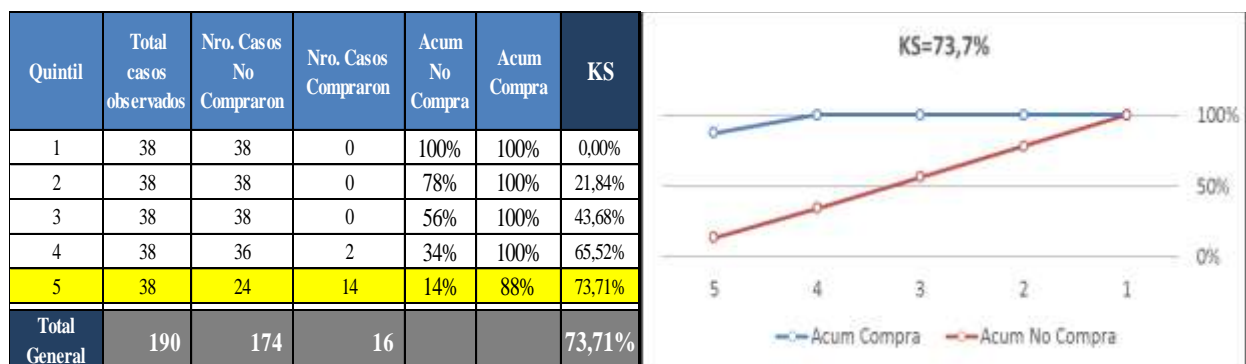 Quintil Total casos observados Nro. Casos No Compraron Nro. Casos Compraron Acum No Compra Acum Compra KS
1 38 38 0 100% 100% 0,00%
2 38 38 0 78% 100% 21,84%
3 38 38 0 56% 100% 43,68%
4 38 36 2 34% 100% 65,52%
5 38 24 14 14% 88% 73,71%
Total General 190 174 16 73,71%
KS=73,7%
100%
50%
0%
5 4 3 2 1
Acum Compra Acum No Compra